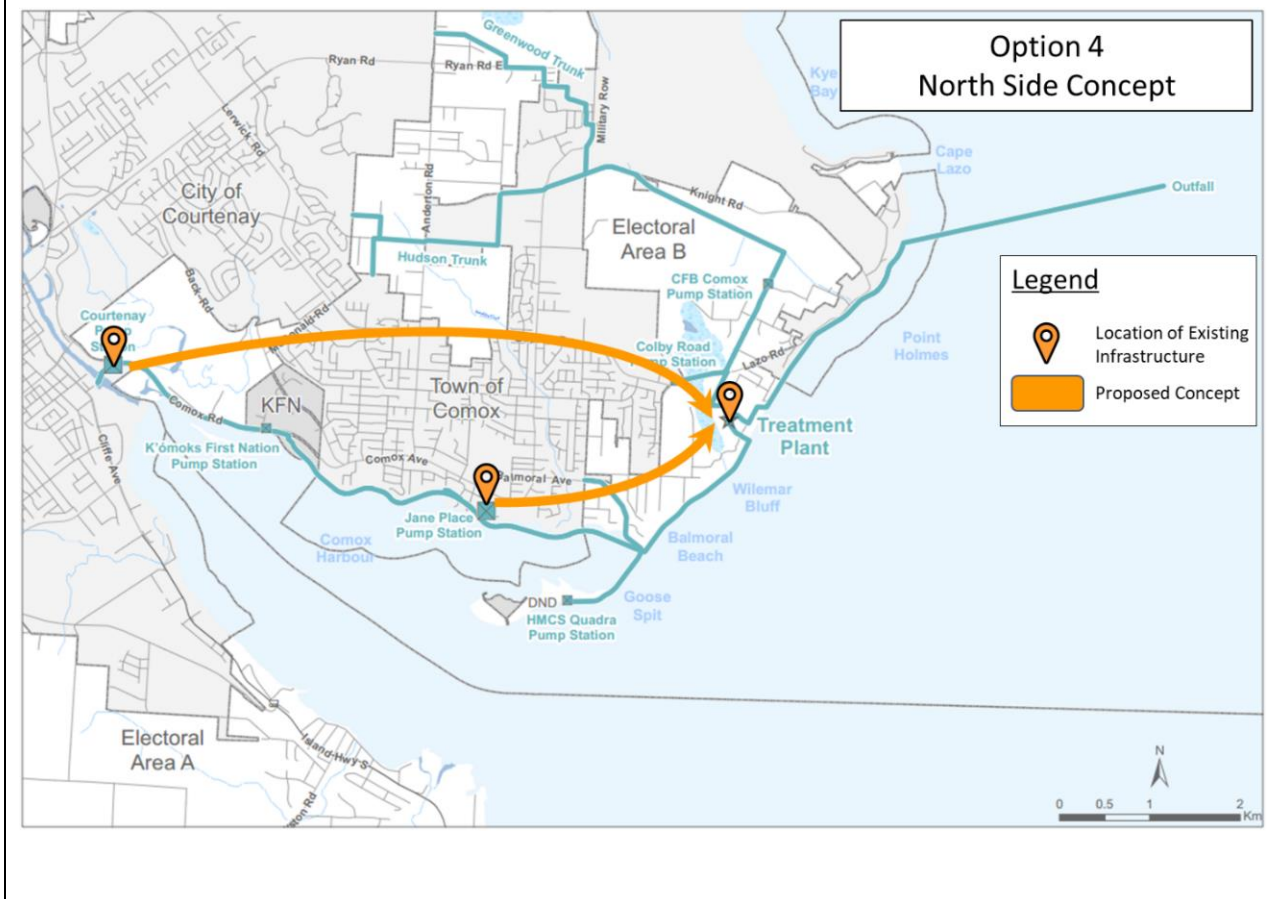 Option 4
North Side Concept
Greenwood Trunk
Ryan Rd
Ryan Rd E
Military Row
Kye
Bay
Lerwick Rd
Cape
Lazo
City of
Courtenay
Anderton Rd
Knight Rd
Outfall
Electoral
Area B
Hudson Trunk
Back Rd
CFB Comox
Pump Station
Legend
Location of Existing
Infrastructure
Proposed Concept
Courtenay
McDonald Rd
Point
Holmes
Colby Road
Pump Station
Lazo Rd
Town of
Comox
KFN
Comox Rd
Treatment
Plant
Cliffe Ave
K'ómoks First Nation
Pump Station
Comox Ave
Balmoral Ave
Wilemar
Bluff
Jane Place
Pump Station
Comox
Harbour
Balmoral
Beach
Goose
Spit
DND
HMCS Quadra
Pump Station
Electoral
Area A
Island Hwy S
N
0 0.5 1 2
Km